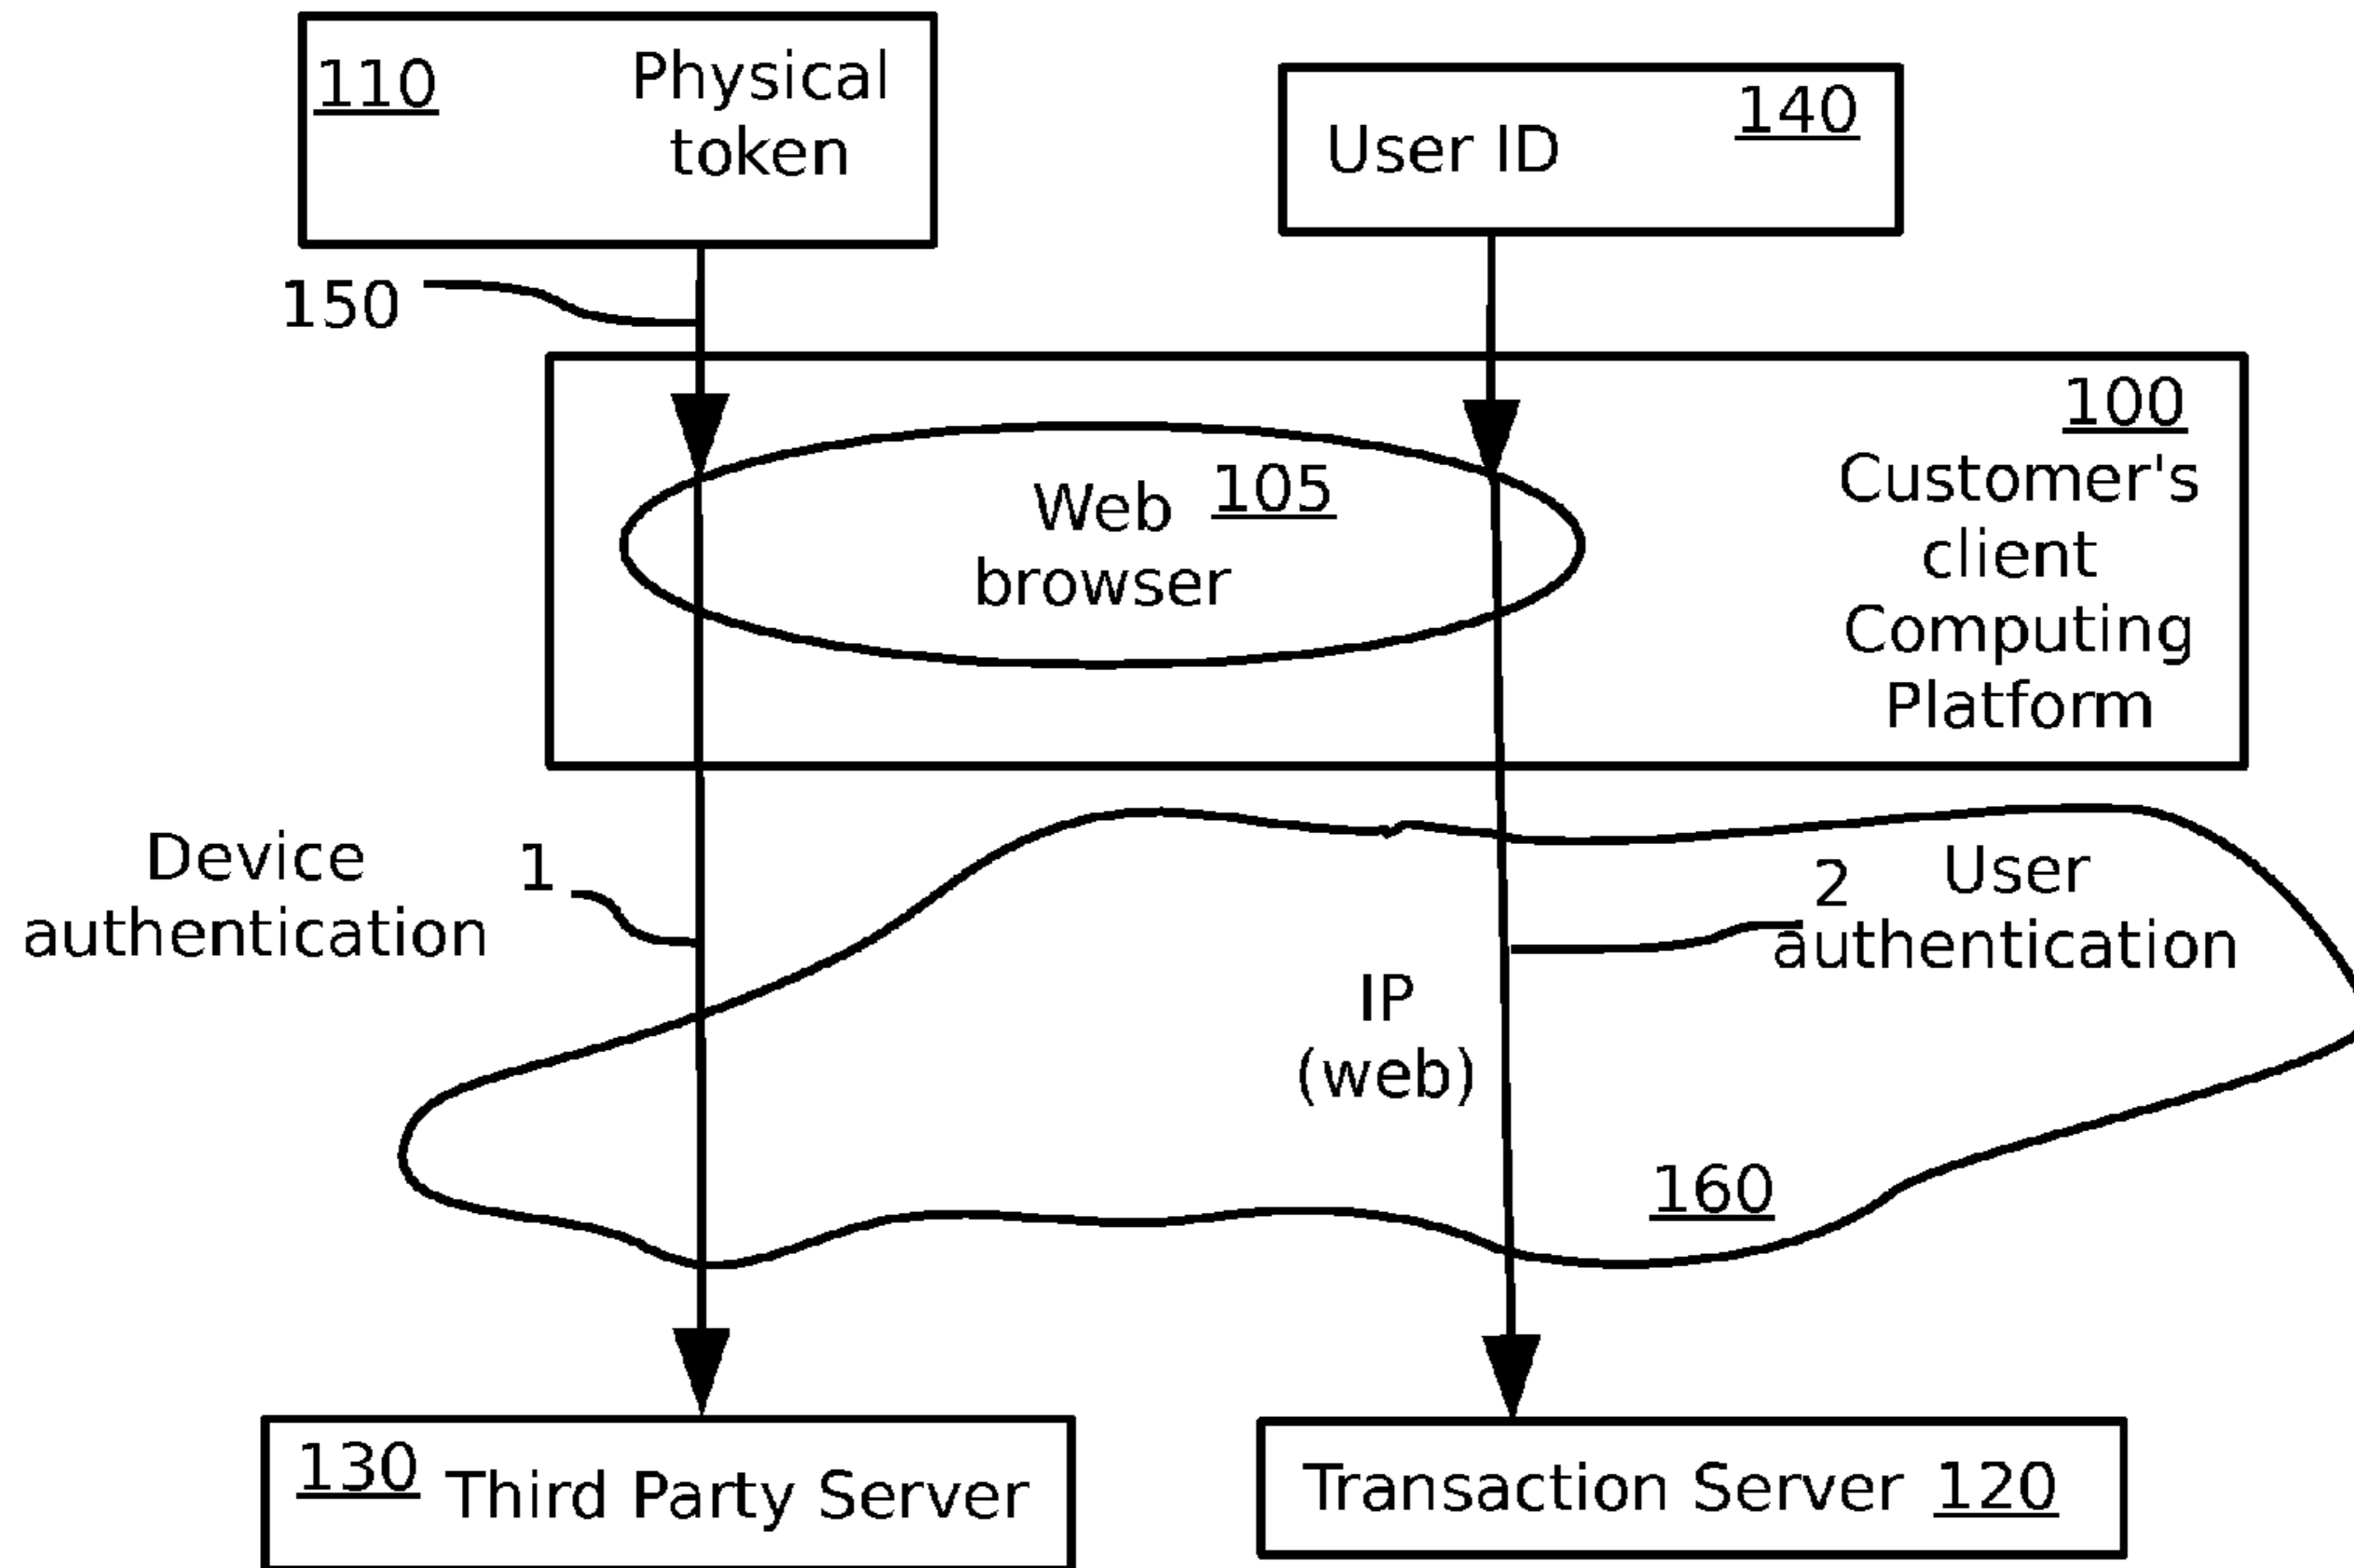 110
Physical
token
140
User ID
150
100
Customer's
client
Computing
Platform
Web 105
browser
Device
authentication
1
2
User
authentication
IP
(web)
160
130 Third Party Server
Transaction Server 120